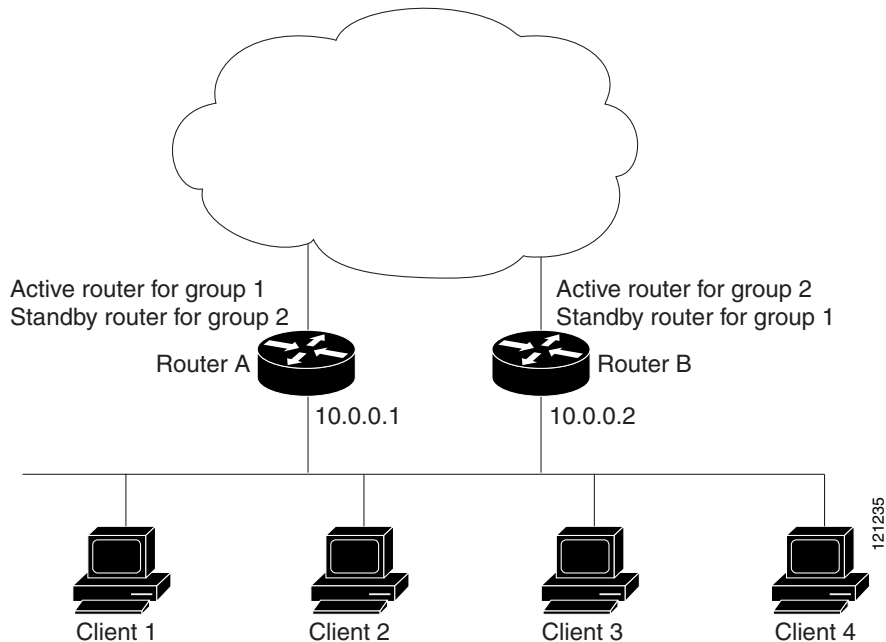 Active router for group 1
Standby router for group 2
Active router for group 2
Standby router for group 1
Router A
Router B
10.0.0.1
10.0.0.2
121235
Client 1
Client 2
Client 3
Client 4